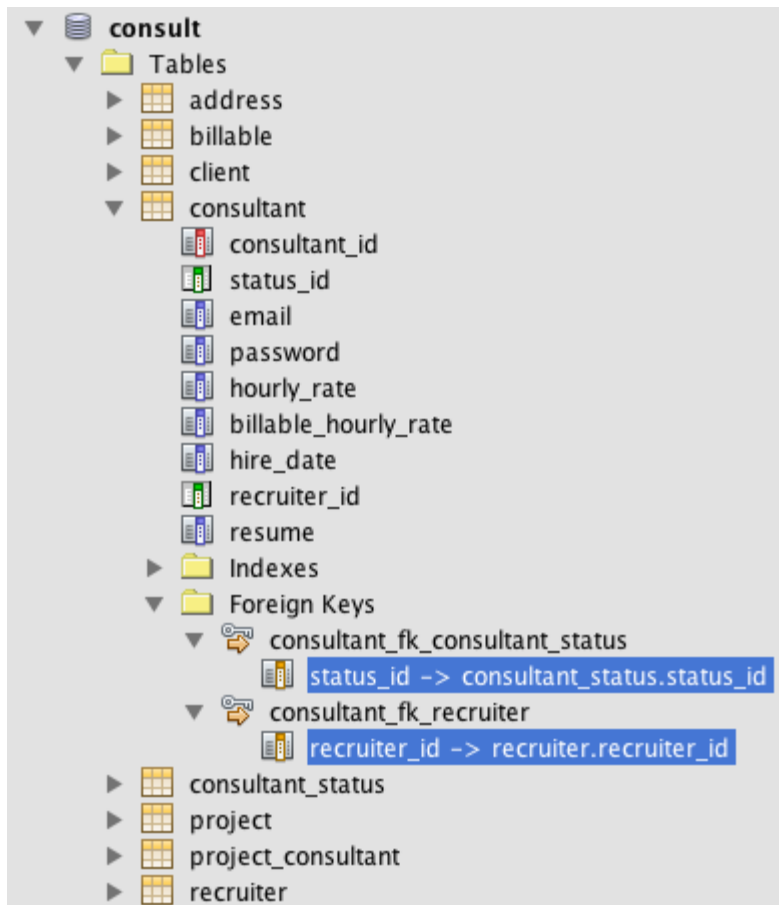 consult
Tables
address
billable
client
consultant
consultant_id
status_id
email
password
hourly_rate
billable_hourly_rate
hire_date
recruiter_id
resume
Indexes
Foreign Keys
consultant_fk_consultant_status
status_id -> consultant_status.status_id
consultant_fk_recruiter
recruiter_id -> recruiter.recruiter_id
consultant_status
project
project_consultant
recruiter